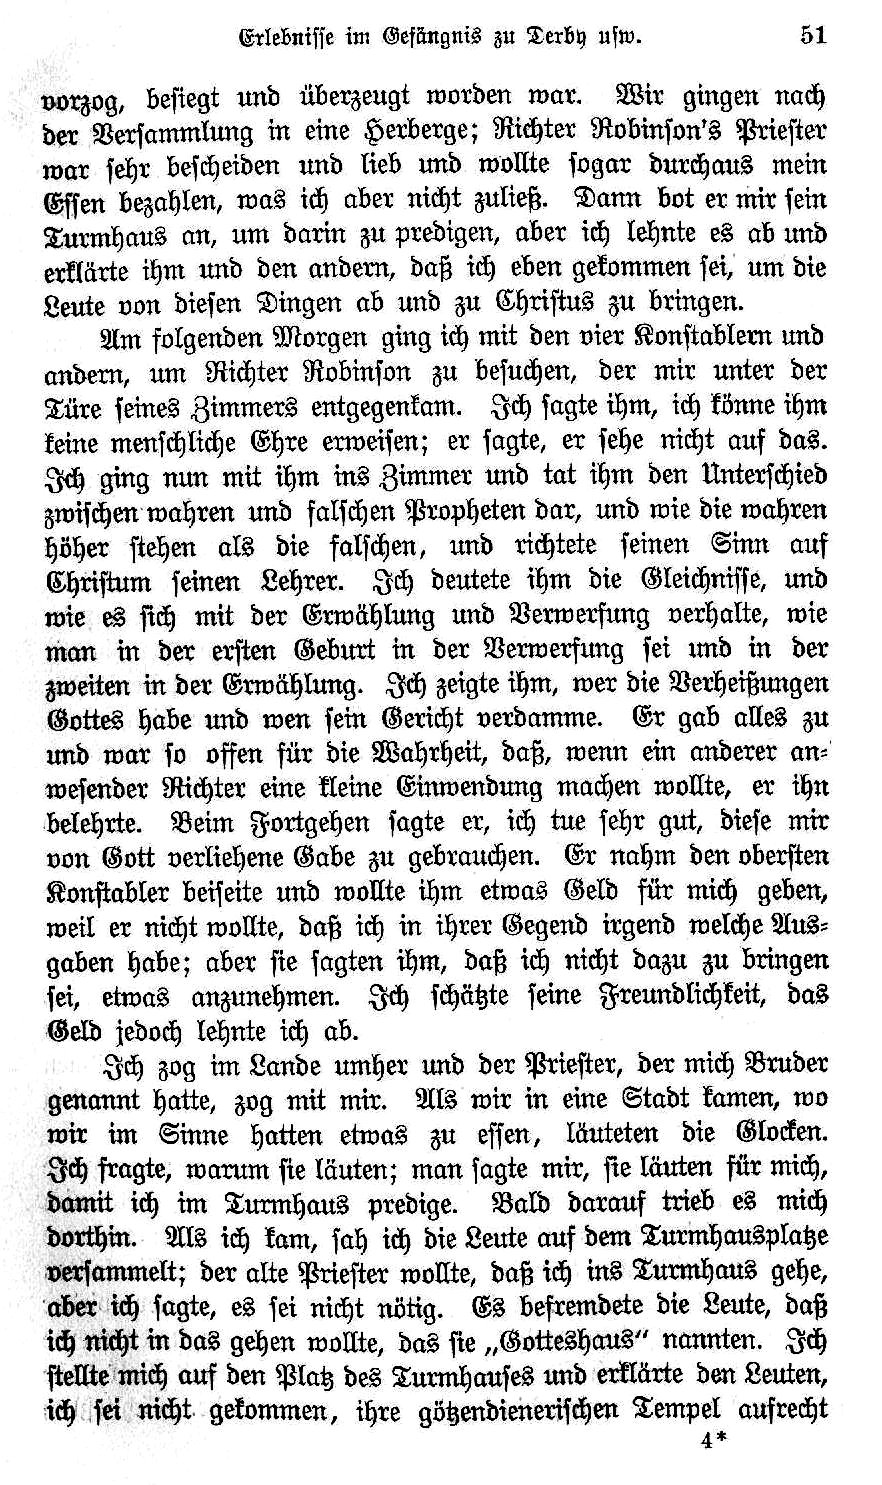 Erlebnisse im Gefängnis zu Derby usw. 51
vorzog, besiegt und überzeugt worden war. Wir gingen nach
der Versammlung in eine Herberge; Richter Robinson's Priester
war sehr bescheiden und lieb und wollte sogar durchaus mein
Essen bezahlen, was ich aber nicht zuließ. Dann bot er mir sein
Turmhaus an, um darin zu predigen, aber ich lehnte es ab und
erklärte ihm und den andern, daß ich eben gekommen sei, um die
Leute von diesen Dingen ab und zu Christus zu bringen.
Am folgenden Morgen ging ich mit den vier Konstablern und
andern, um Richter Robinson zu besuchen, der mir unter der
Türe seines Zimmers entgegenkam. Ich sagte ihm, ich könne ihm
keine menschliche Ehre erweisen; er sagte, er sehe nicht auf das.
Ich ging nun mit ihm ins Zimmer und tat ihm den Unterschied
zwischen wahren und falschen Propheten dar, und wie die wahren
höher stehen als die falschen, und richtete seinen Sinn auf
Christum seinen Lehrer. Ich deutete ihm die Gleichnisse, und
wie es sich mit der Erwählung und Verwerfung verhalte, wie
man in der ersten Geburt in der Verwerfung sei und in der
zweiten in der Erwählung. Ich zeigte ihm, wer die Verheißungen
Gottes habe und wen sein Gericht verdamme. Er gab alles zu
und war so offen für die Wahrheit, daß, wenn ein anderer an-
wesender Richter eine kleine Einwendung machen wollte, er ihn
belehrte. Beim Fortgehen sagte er, ich tue sehr gut, diese mir
von Gott verliehene Gabe zu gebrauchen. Er nahm den obersten
Konstabler beiseite und wollte ihm etwas Geld für mich geben,
weil er nicht wollte, daß ich in ihrer Gegend irgend welche Aus-
gaben habe; aber sie sagten ihm, daß ich nicht dazu zu bringen
sei, etwas anzunehmen. Ich schätzte seine Freundlichkeit, das
Geld jedoch lehnte ich ab.
Ich zog im Lande umher und der Priester, der mich Bruder
genannt hatte, zog mit mir. Als wir in eine Stadt kamen, wo
wir im Sinne hatten etwas zu essen, läuteten die Glocken.
Ich fragte, warum sie läuten; man sagte mir, sie läuten für mich,
damit ich im Turmhaus predige. Bald darauf trieb es mich
dorthin. Als ich kam, sah ich die Leute auf dem Turmhausplatze
versammelt; der alte Priester wollte, daß ich ins Turmhaus gehe,
aber ich sagte, es sei nicht nötig. Es befremdete die Leute, daß
ich nicht in das gehen wollte, das sie „Gotteshaus" nannten. Ich
stellte mich auf den Platz des Turmhauses und erklärte den Leuten,
ich sei nicht gekommen, ihre götzendienerischen Tempel aufrecht
4*